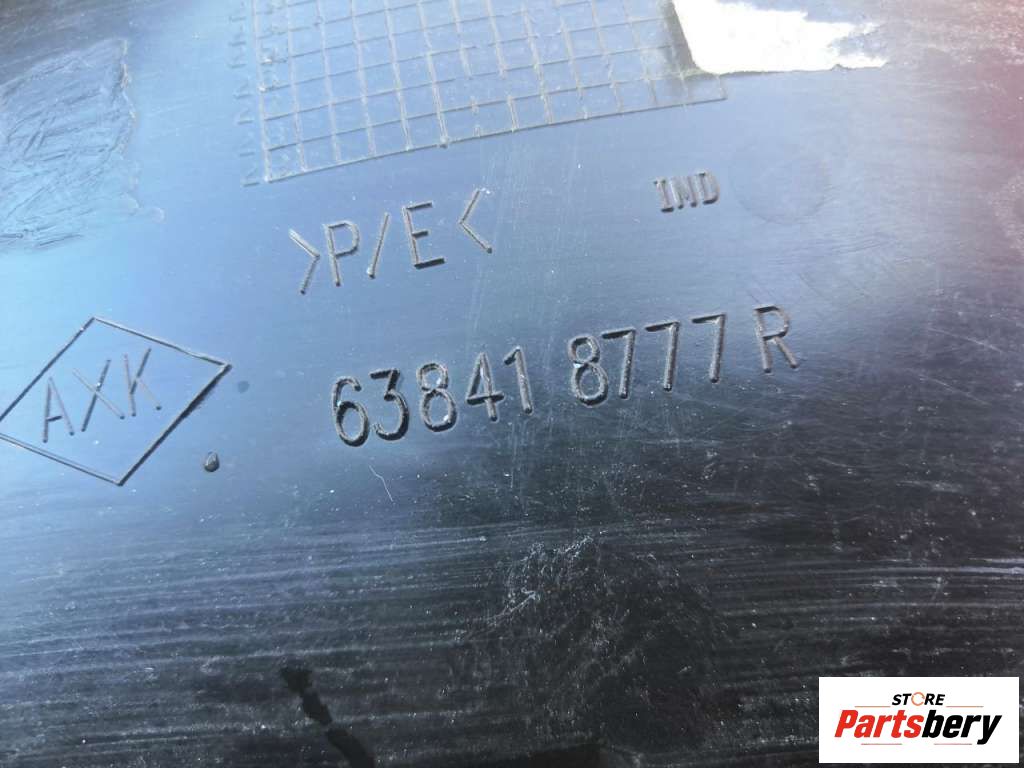 >P/E<
IND
AXK
63841 8777R
STORE
Partsbery